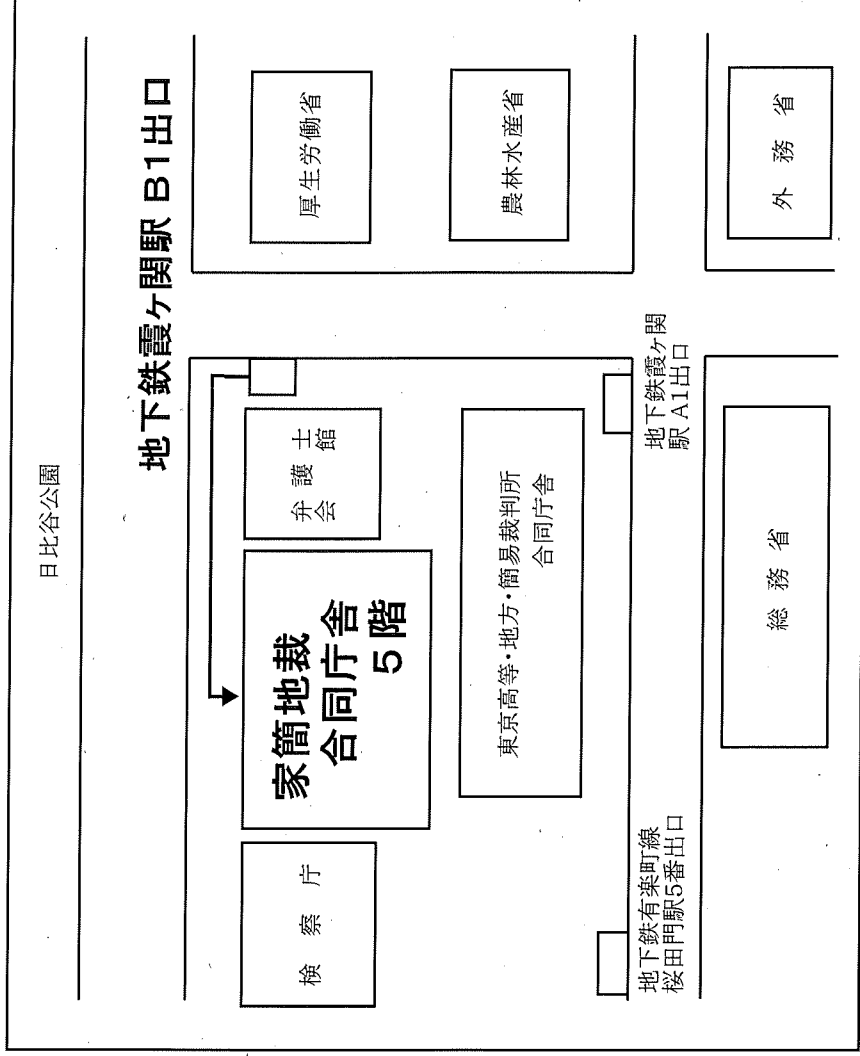 日比谷公園
地下鉄霞ヶ関駅 B1出口
検察庁
家簡地裁
合同庁舎
5階
弁護士
会館
厚生労働省
東京高等・地方・簡易裁判所
合同庁舎
農林水産省
地下鉄有楽町線
桜田門駅5番出口
地下鉄霞ヶ関
駅 A1出口
総務省
外務省